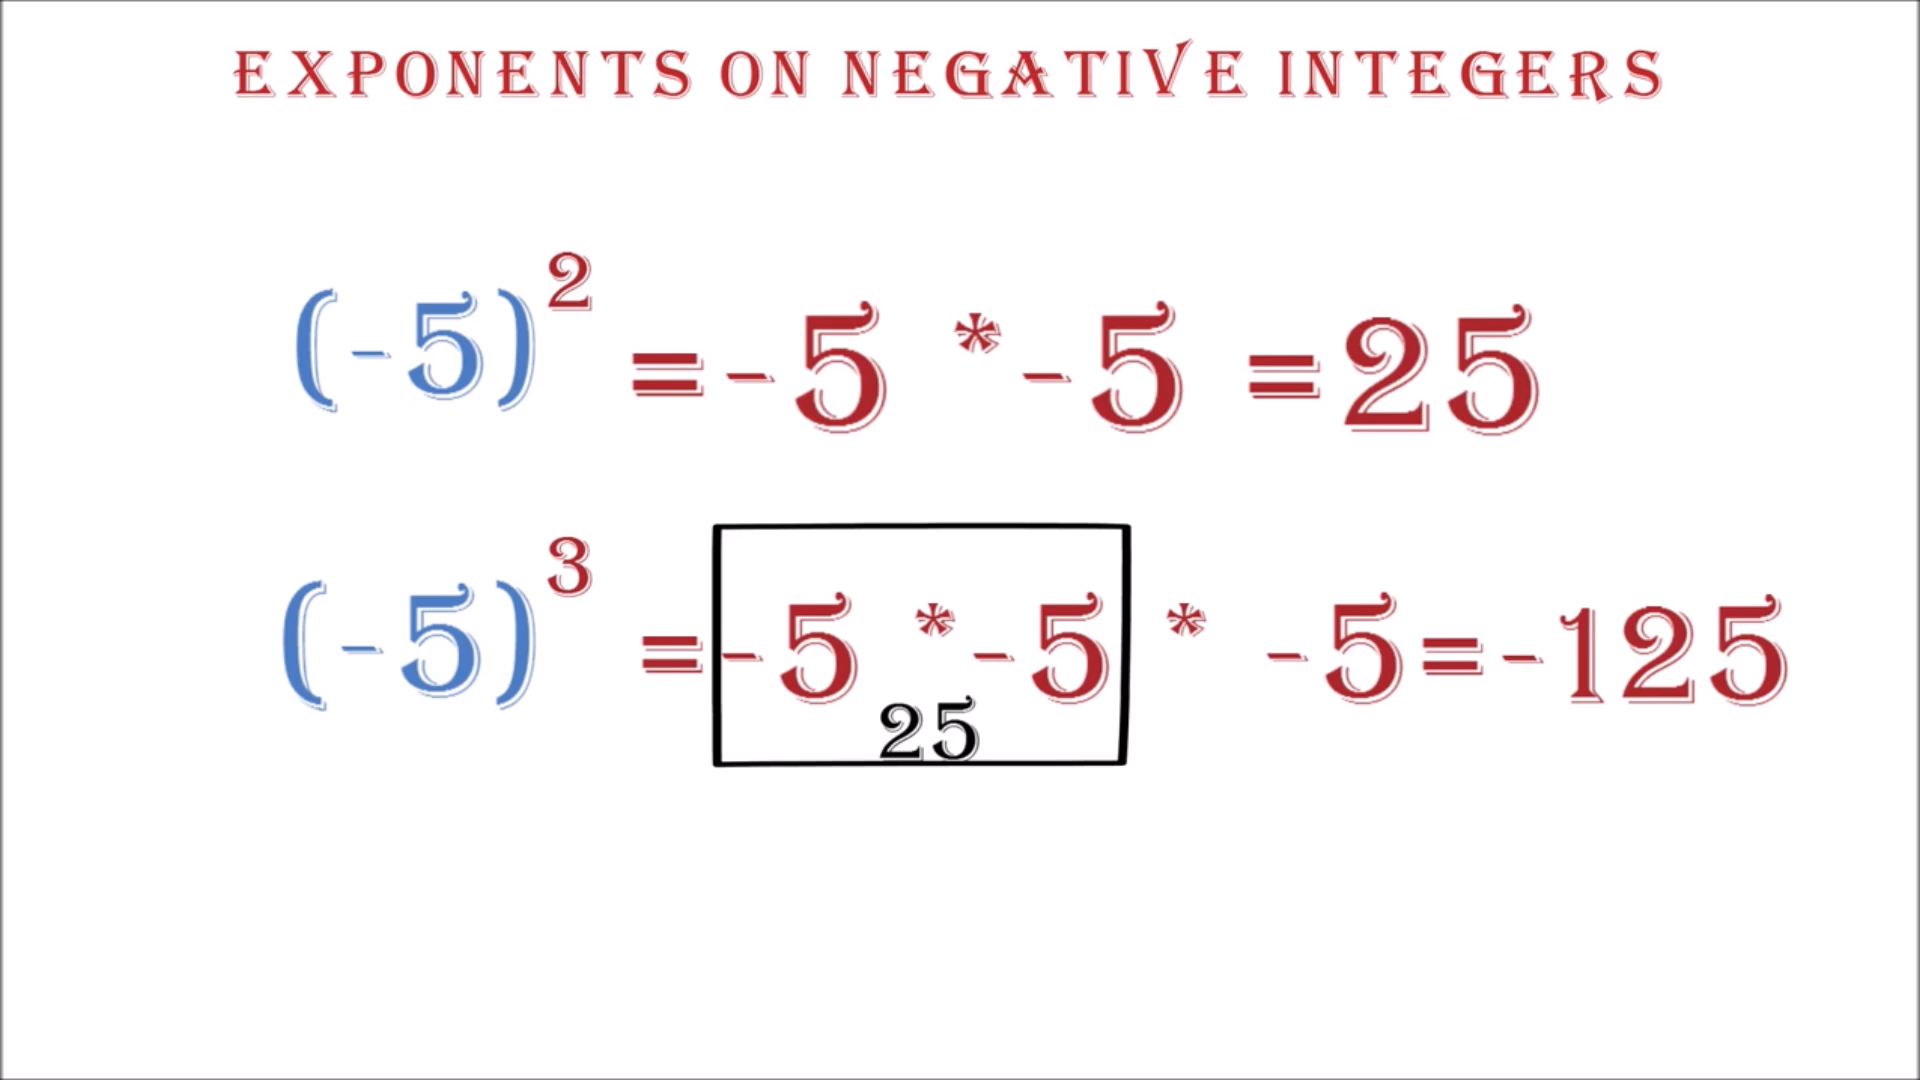 EXPONENTS ON NEGATIVE INTEGERS
(-5)² = -5 * -5 = 25
(-5)³ = -5 * -5 * -5 = -125
25